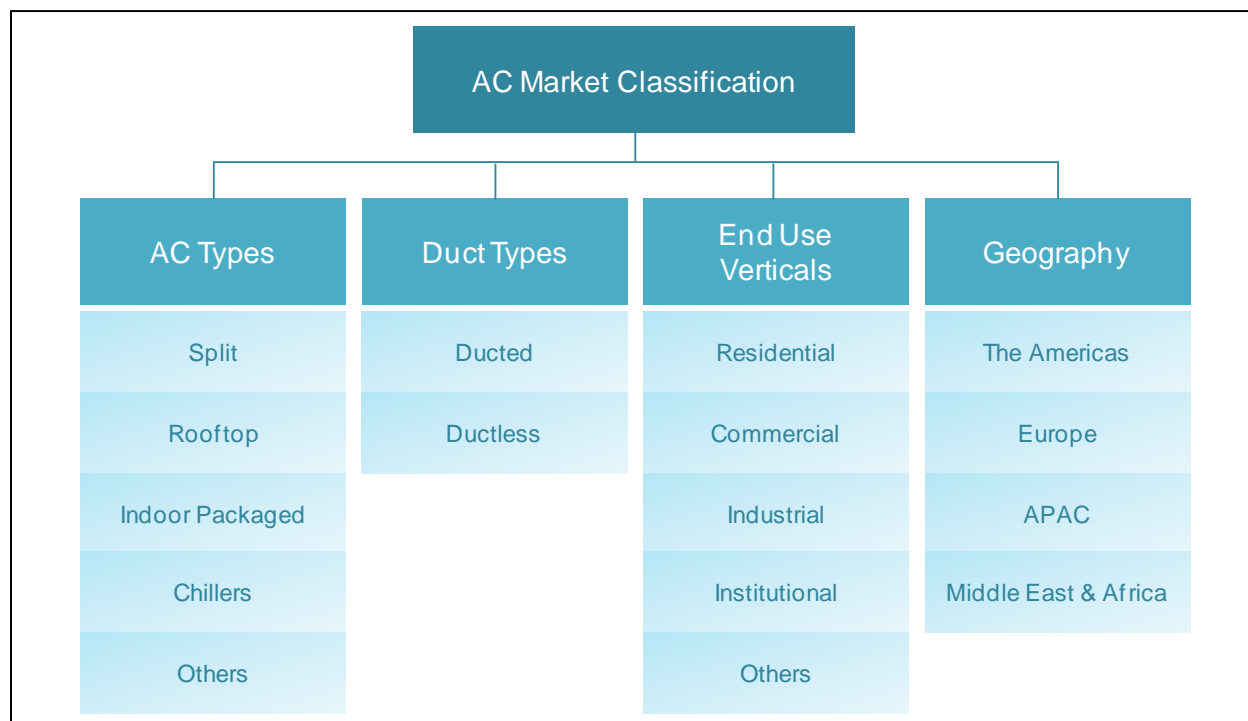 AC Market Classification
AC Types
Split
Rooftop
Indoor Packaged
Chillers
Others
Duct Types
Ducted
Ductless
End Use
Verticals
Residential
Commercial
Industrial
Institutional
Others
Geography
The Americas
Europe
APAC
Middle East & Africa